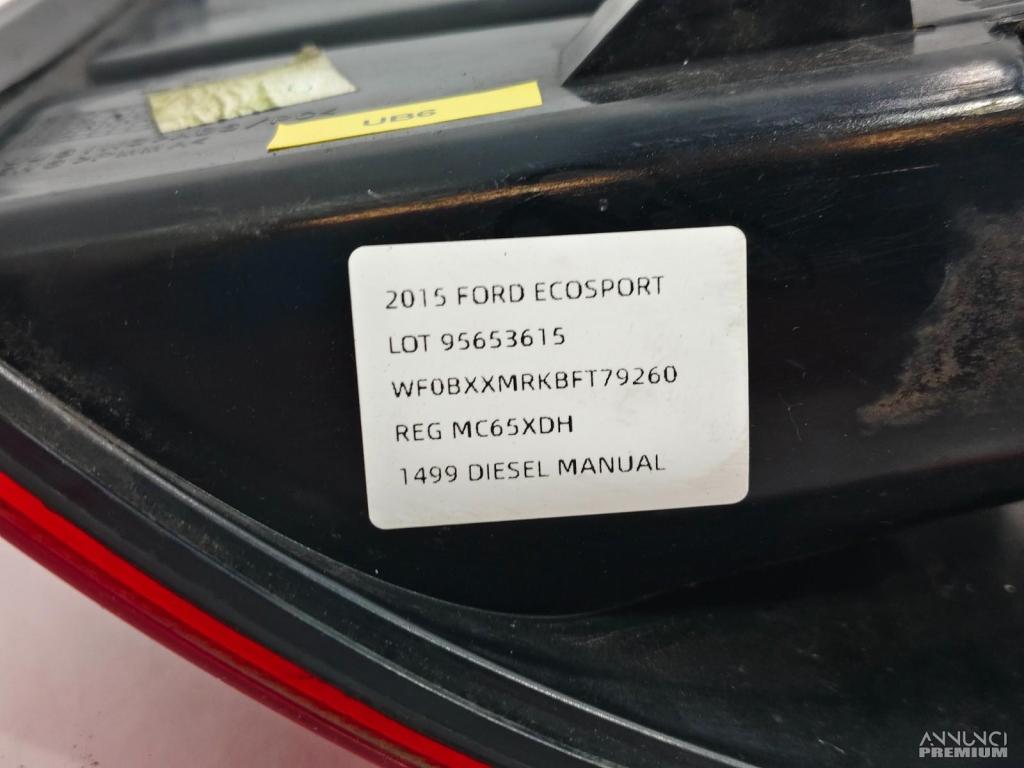 UB6
2015 FORD ECOSPORT
LOT 95653615
WF0BXXMRKBFT79260
REG MC65XDH
1499 DIESEL MANUAL
ANNUNCI
PREMIUM